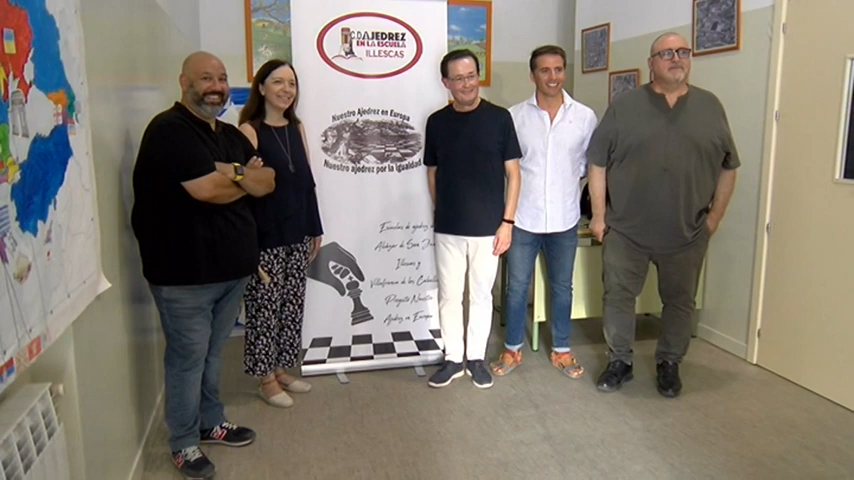 C.D AJEDREZ
EN LA ESCUELA
ILLESCAS
Nuestro Ajedrez en Europa
Nuestro ajedrez por la igualdad
Escuelas de ajedrez de
Alcázar de San Juan
Illescas y
Villafranca de los Caballeros
Proyecto Nuestro
Ajedrez en Europa